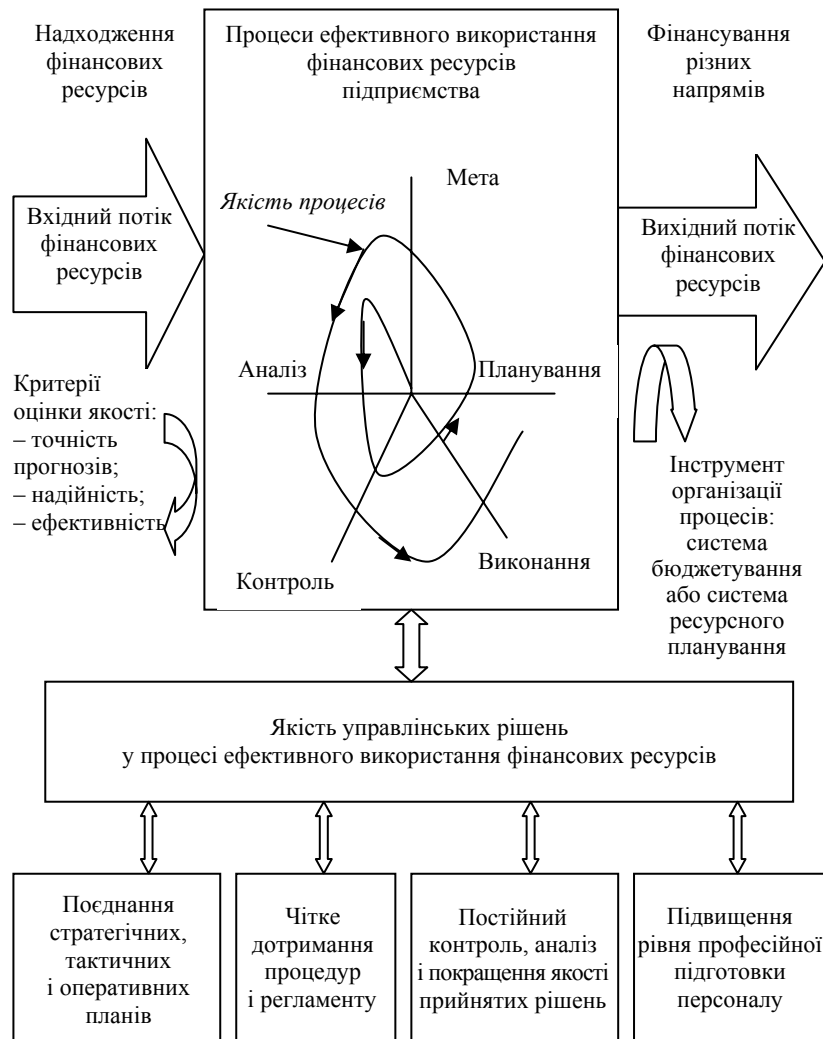 Надходження
фінансових
ресурсів
Процеси ефективного використання
фінансових ресурсів
підприємства
Фінансування
різних
напрямів
Вхідний потік
фінансових
ресурсів
Мета
Якість процесів
Вихідний потік
фінансових
ресурсів
Аналіз
Планування
Критерії
оцінки якості:
– точність
прогнозів;
– надійність;
– ефективність
Контроль
Виконання
Інструмент
організації
процесів:
система
бюджетування
або система
ресурсного
планування
Якість управлінських рішень
у процесі ефективного використання фінансових ресурсів
Поєднання
стратегічних,
тактичних
і оперативних
планів
Чітке
дотримання
процедур
і регламенту
Постійний
контроль, аналіз
і покращення якості
прийнятих рішень
Підвищення
рівня професійної
підготовки
персоналу